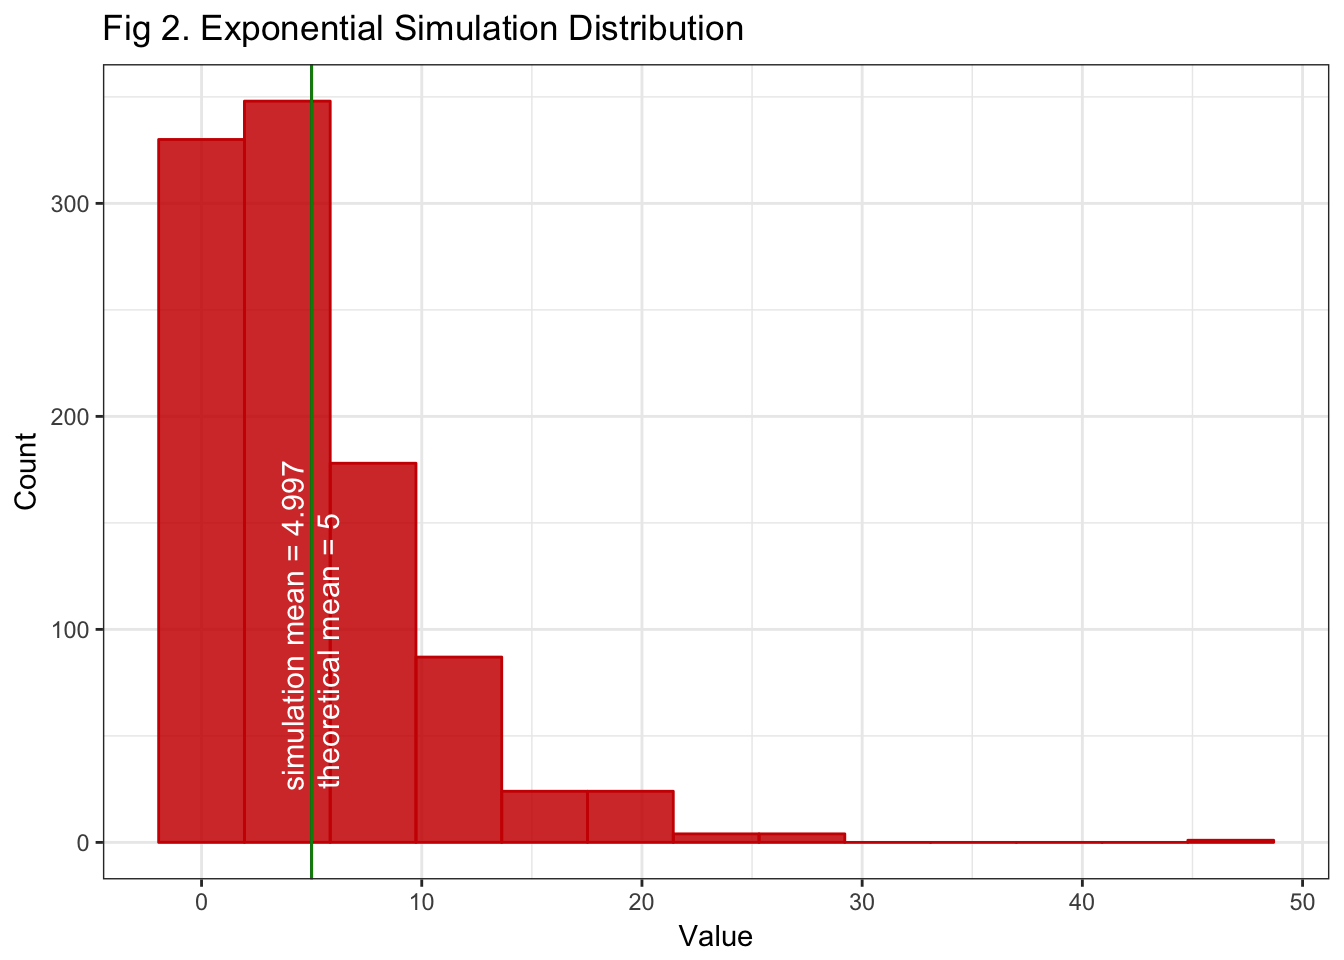 Fig 2. Exponential Simulation Distribution
Count
300
200
100
0
simulation mean = 4.997
theoretical mean = 5
0
10
20
30
40
50
Value